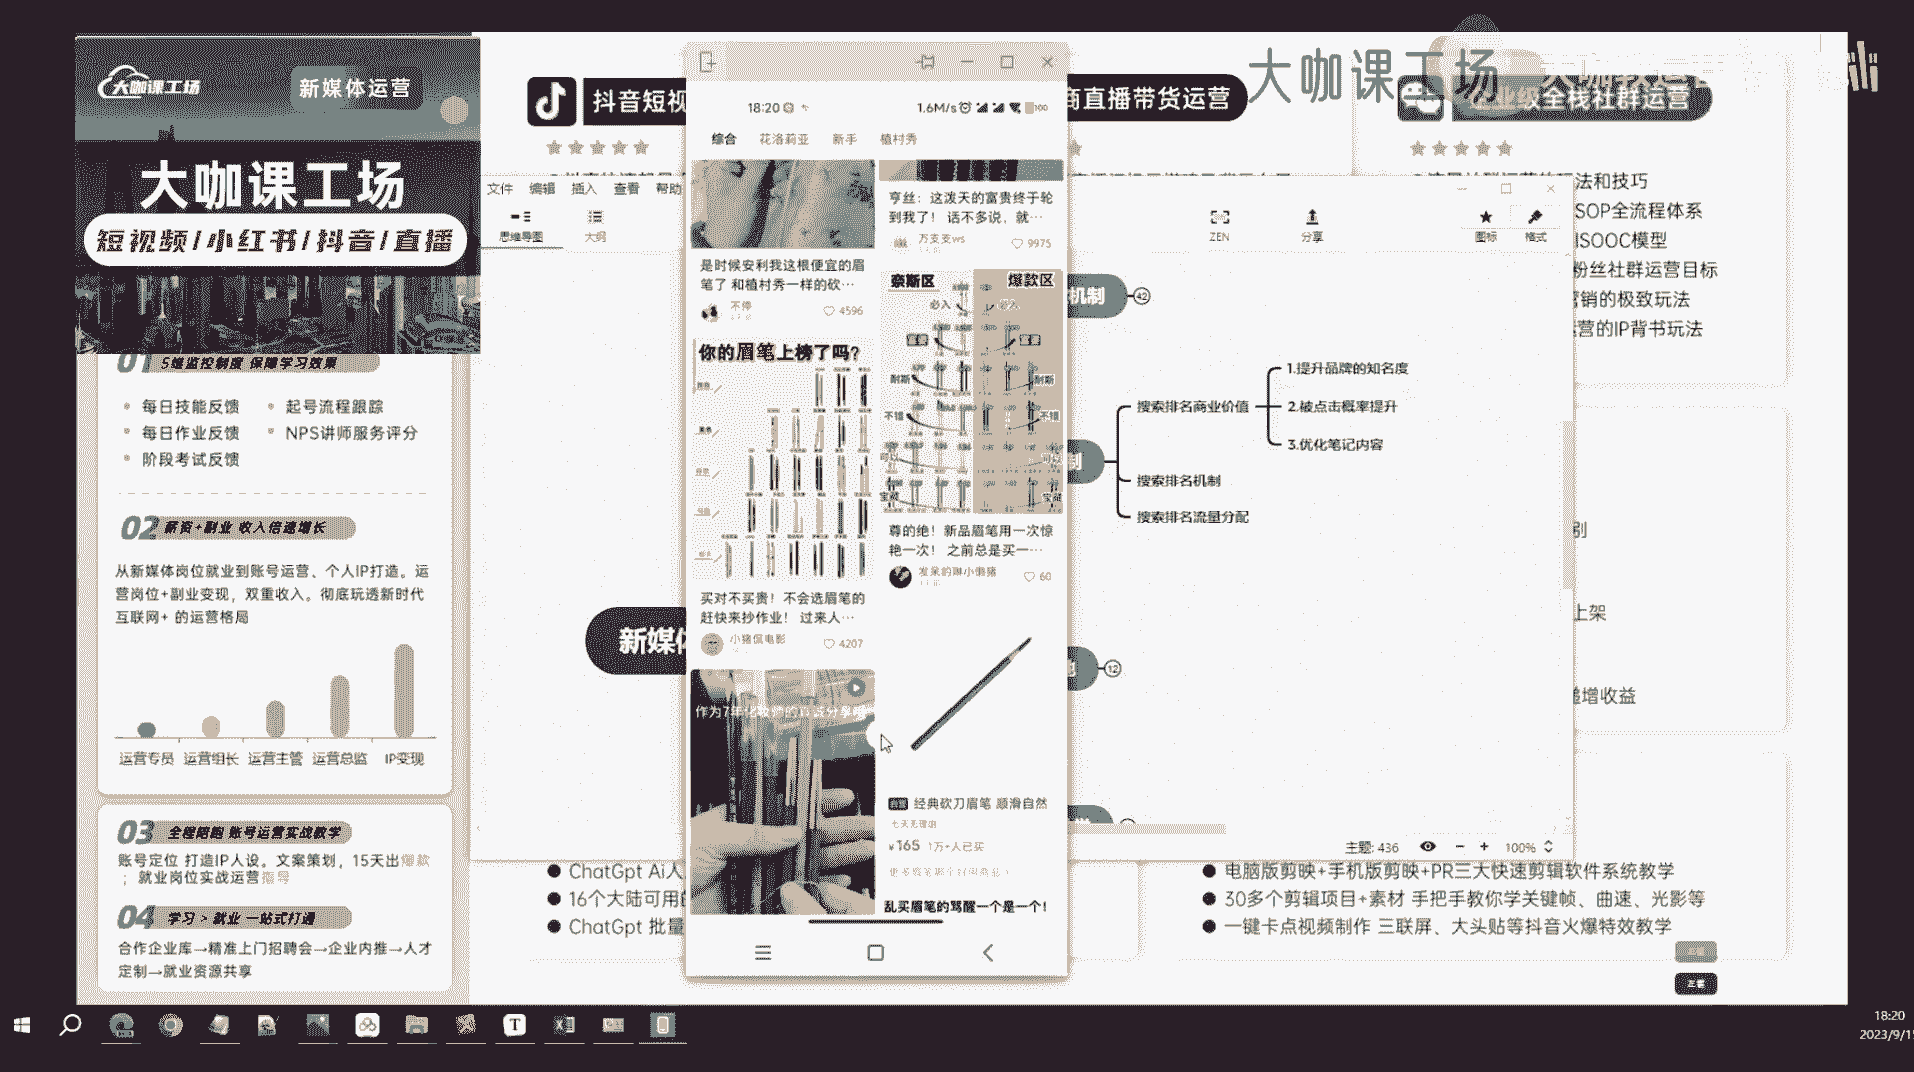 大咖课工场
新媒体运营
大咖课工场
短视频/小红书/抖音/直播
01 5维监控制度 保障学习效果
每日技能反馈
起号流程跟踪
每日作业反馈
NPS讲师服务评分
阶段考试反馈
02 薪资+副业 收入倍速增长
从新媒体岗位就业到账号运营、个人IP打造。运
营岗位+副业变现，双重收入。彻底玩透新时代
互联网+ 的运营格局
运营专员 运营组长 运营主管 运营总监 IP变现
03 全程陪跑 账号运营实战教学
账号定位 打造IP人设。文案策划，15天出爆款
；就业岗位实战运营指导
04 学习 > 就业 一站式打通
合作企业库→精准上门招聘会→企业内推→人才
定制→就业资源共享
抖音短视
商直播带货运营
大咖课工场
全栈社群运营
法和技巧
SOP全流程体系
ISOOC模型
粉丝社群运营目标
营销的极致玩法
运营的IP背书玩法
文件 编辑 插入 查看 帮助
思维导图
大纲
ZEN
分享
图标
格式
18:20
1.6M/s
100
综合 花洛莉亚 新手 植村秀
是时候安利我这根便宜的眉
笔了 和植村秀一样的砍…
不停
4596
你的眉笔上榜了吗?
买对不买贵！不会选眉笔的
赶快来抄作业！ 过来人…
小猪佩电影
4207
作为7年化妆师的
亨丝：这泼天的富贵终于轮
到我了！ 话不多说，就…
万支支ws
9975
奈斯区
爆款区
必入
耐斯
不错
尊的绝！新品眉笔用一次惊
艳一次！ 之前总是买一…
发呆的琳小懒猪
60
自营 经典砍刀眉笔 顺滑自然
¥165 1万+人已买
乱买眉笔的骂醒一个是一个!
机制
42
制
搜索排名商业价值
1.提升品牌的知名度
2.被点击概率提升
3.优化笔记内容
搜索排名机制
搜索排名流量分配
新媒体
12
主题: 436
100%
别
上架
递增收益
ChatGpt Ai人
16个大陆可用的
ChatGpt 批量
电脑版剪映+手机版剪映+PR三大快速剪辑软件系统教学
30多个剪辑项目+素材 手把手教你学关键帧、曲速、光影等
一键卡点视频制作 三联屏、大头贴等抖音火爆特效教学
18:20
2023/9/1